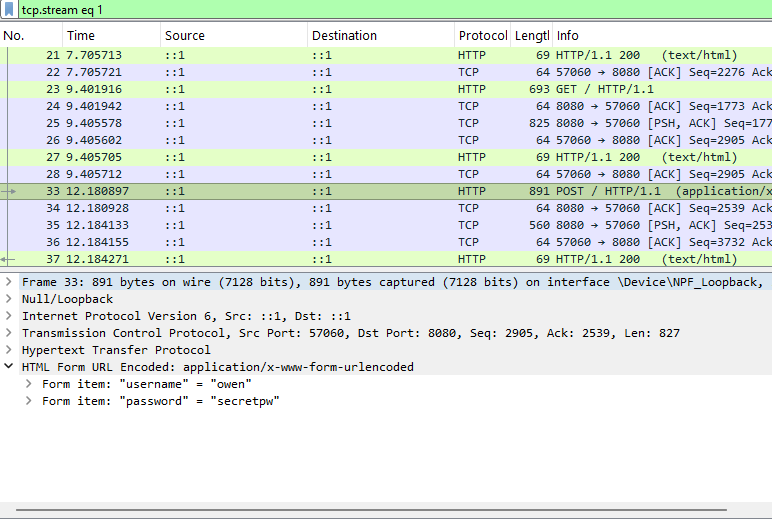 tcp.stream eq 1
No. Time Source Destination Protocol Lengtl Info
21 7.705713 ::1 ::1 HTTP 69 HTTP/1.1 200 (text/html)
22 7.705721 ::1 ::1 TCP 64 57060 → 8080 [ACK] Seq=2276 Ack
23 9.401916 ::1 ::1 HTTP 693 GET / HTTP/1.1
24 9.401942 ::1 ::1 TCP 64 8080 → 57060 [ACK] Seq=1773 Ack
25 9.405578 ::1 ::1 TCP 825 8080 → 57060 [PSH, ACK] Seq=177
26 9.405602 ::1 ::1 TCP 64 57060 → 8080 [ACK] Seq=2905 Ack
27 9.405705 ::1 ::1 HTTP 69 HTTP/1.1 200 (text/html)
28 9.405712 ::1 ::1 TCP 64 57060 → 8080 [ACK] Seq=2905 Ack
33 12.180897 ::1 ::1 HTTP 891 POST / HTTP/1.1 (application/x
34 12.180928 ::1 ::1 TCP 64 8080 → 57060 [ACK] Seq=2539 Ack
35 12.184133 ::1 ::1 TCP 560 8080 → 57060 [PSH, ACK] Seq=253
36 12.184155 ::1 ::1 TCP 64 57060 → 8080 [ACK] Seq=3732 Ack
37 12.184271 ::1 ::1 HTTP 69 HTTP/1.1 200 (text/html)
Frame 33: 891 bytes on wire (7128 bits), 891 bytes captured (7128 bits) on interface \Device\NPF_Loopback,
Null/Loopback
Internet Protocol Version 6, Src: ::1, Dst: ::1
Transmission Control Protocol, Src Port: 57060, Dst Port: 8080, Seq: 2905, Ack: 2539, Len: 827
Hypertext Transfer Protocol
HTML Form URL Encoded: application/x-www-form-urlencoded
Form item: "username" = "owen"
Form item: "password" = "secretpw"